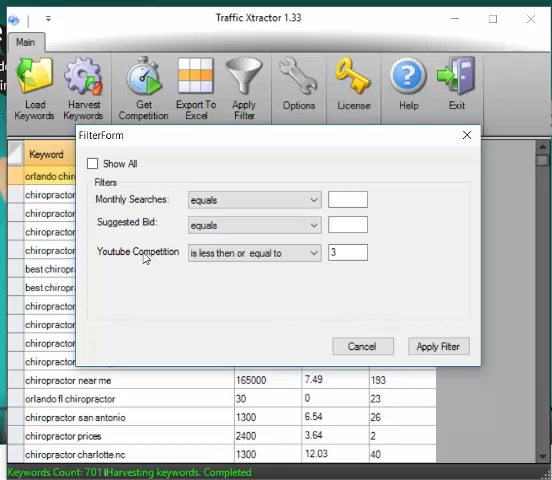 Traffic Xtractor 1.33
Main
Load Keywords
Harvest Keywords
Get Competition
Export To Excel
Apply Filter
Options
License
Help
Exit
FilterForm
Keyword
Show All
orlando chir
Filters
chiropractor
Monthly Searches: equals
chiropractor
Suggested Bid: equals
chiropractor
Youtube Competition is less then or equal to 3
chiropractor
best chiropra
best chiropra
chiropractor
chiropractor
chiropractor
Cancel Apply Filter
chiropractor
chiropractor near me 165000 7.49 193
orlando fl chiropractor 30 0 23
chiropractor san antonio 1300 6.54 26
chiropractor prices 2400 3.64 2
chiropractor charlotte nc 1300 12.03 40
Keywords Count: 701 Harvesting keywords. Completed